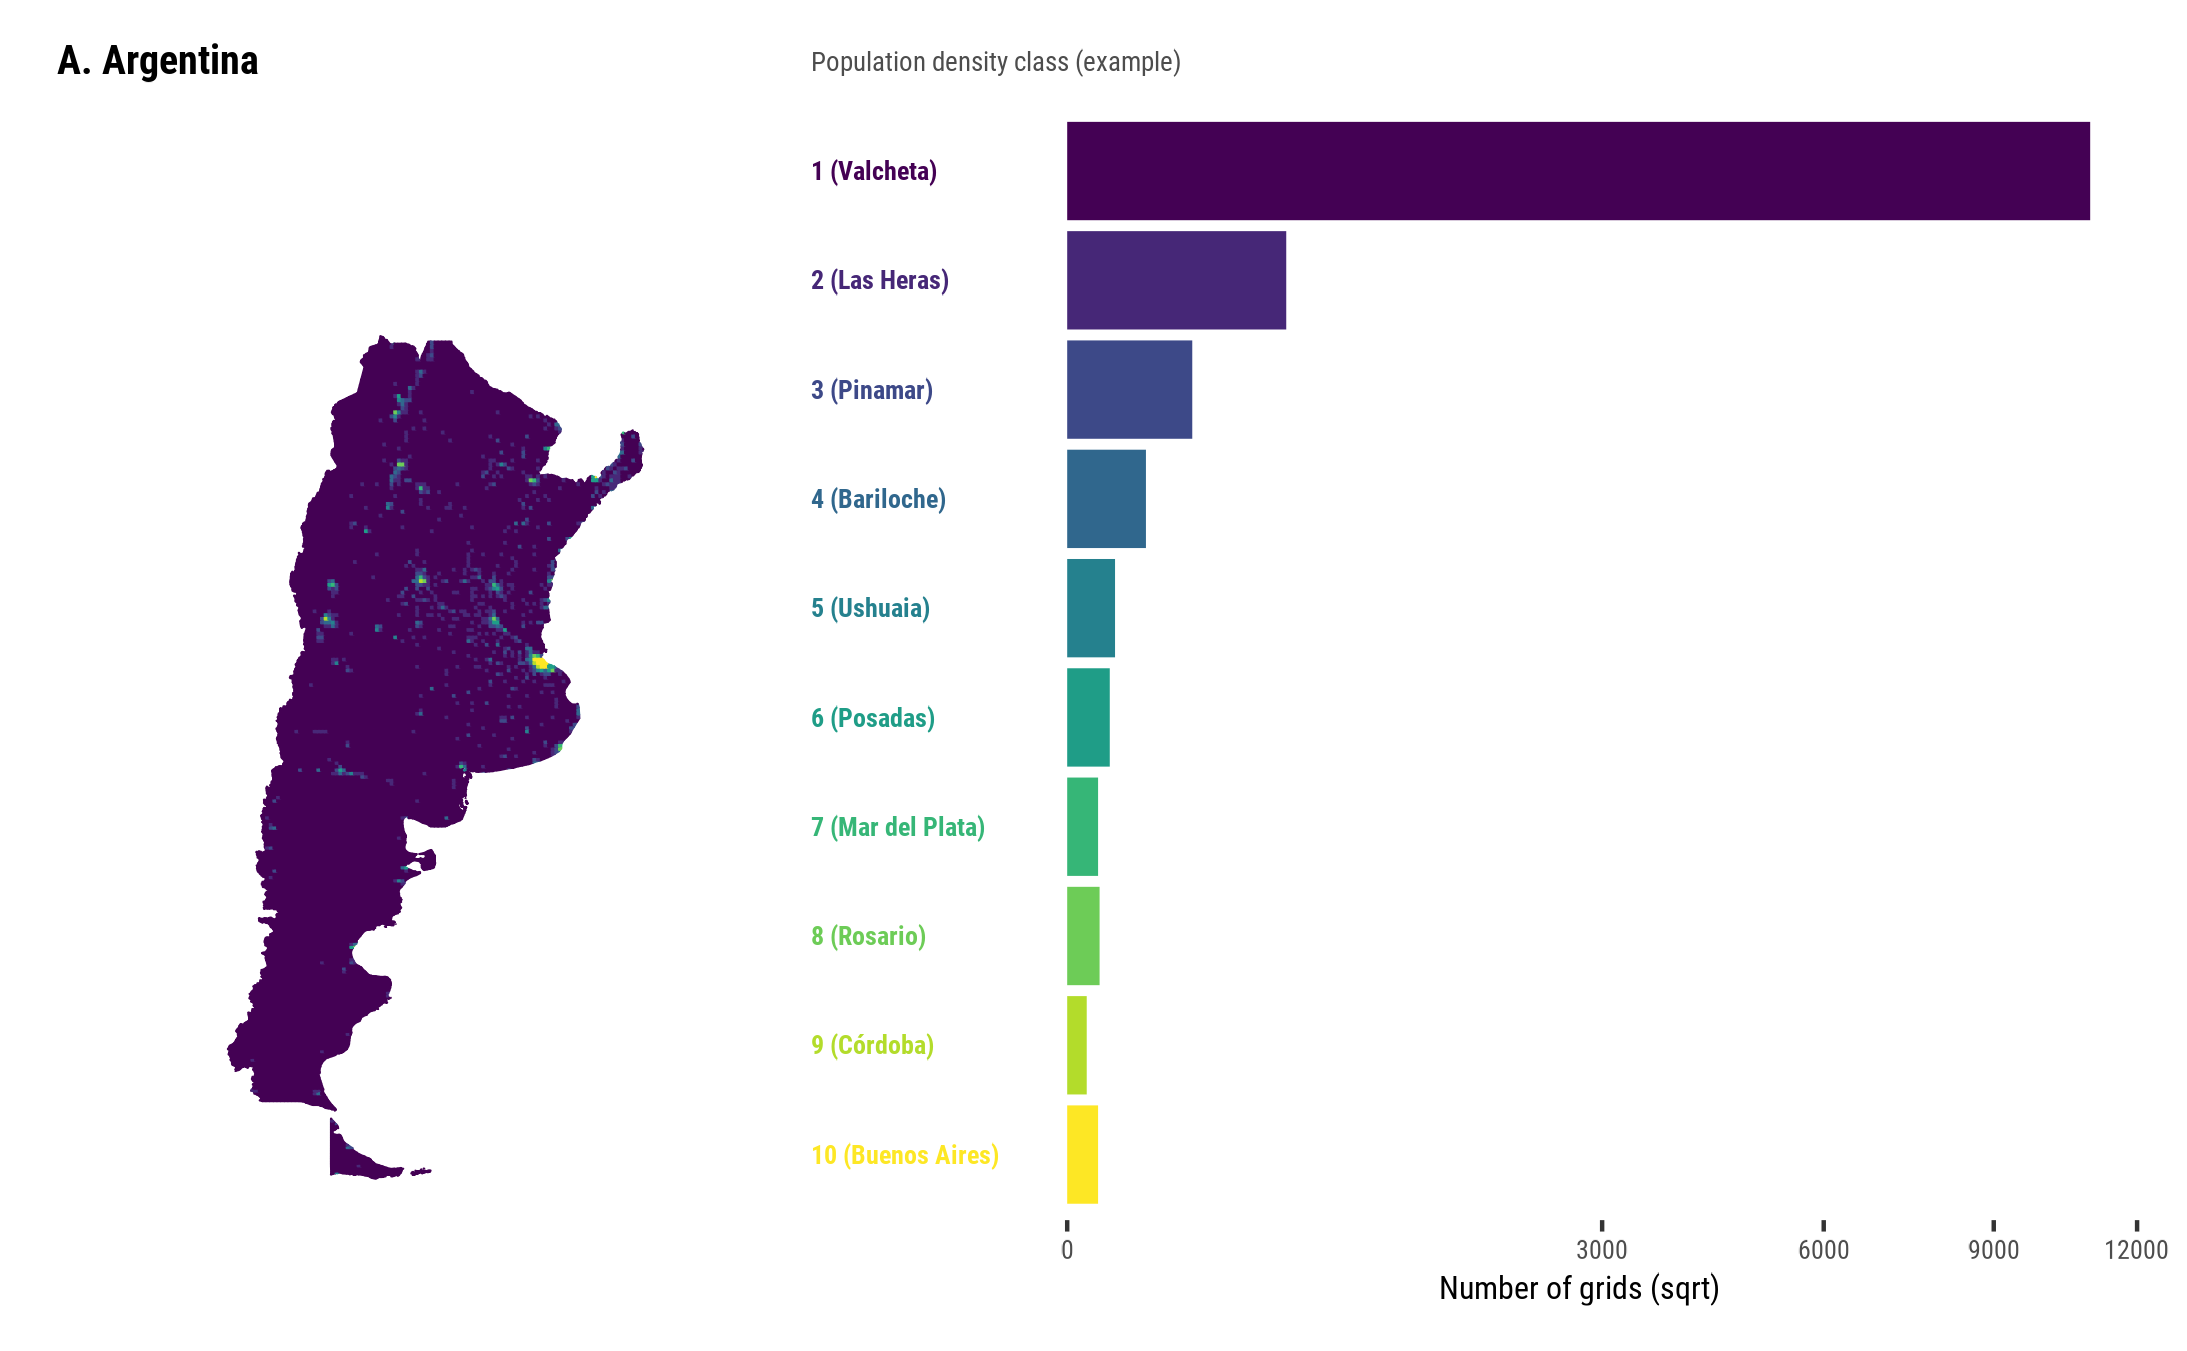 A. Argentina
Population density class (example)
1 (Valcheta)
2 (Las Heras)
3 (Pinamar)
4 (Bariloche)
5 (Ushuaia)
6 (Posadas)
7 (Mar del Plata)
8 (Rosario)
9 (Córdoba)
10 (Buenos Aires)
0 3000 6000 9000 12000
Number of grids (sqrt)